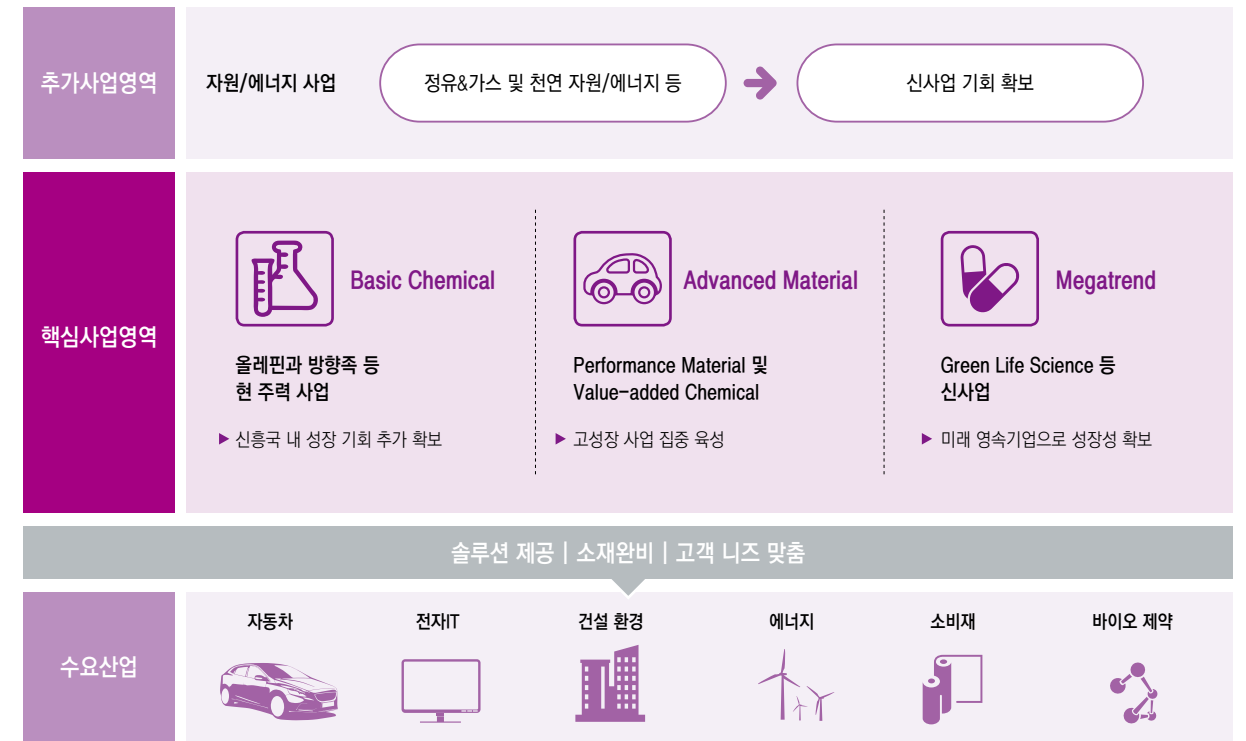 추가사업영역
자원/에너지 사업
정유&가스 및 천연 자원/에너지 등
신사업 기회 확보
핵심사업영역
Basic Chemical
올레핀과 방향족 등
현 주력 사업
▶ 신흥국 내 성장 기회 추가 확보
Advanced Material
Performance Material 및
Value-added Chemical
▶ 고성장 사업 집중 육성
Megatrend
Green Life Science 등
신사업
▶ 미래 영속기업으로 성장성 확보
솔루션 제공 | 소재완비 | 고객 니즈 맞춤
수요산업
자동차
전자IT
건설 환경
에너지
소비재
바이오 제약